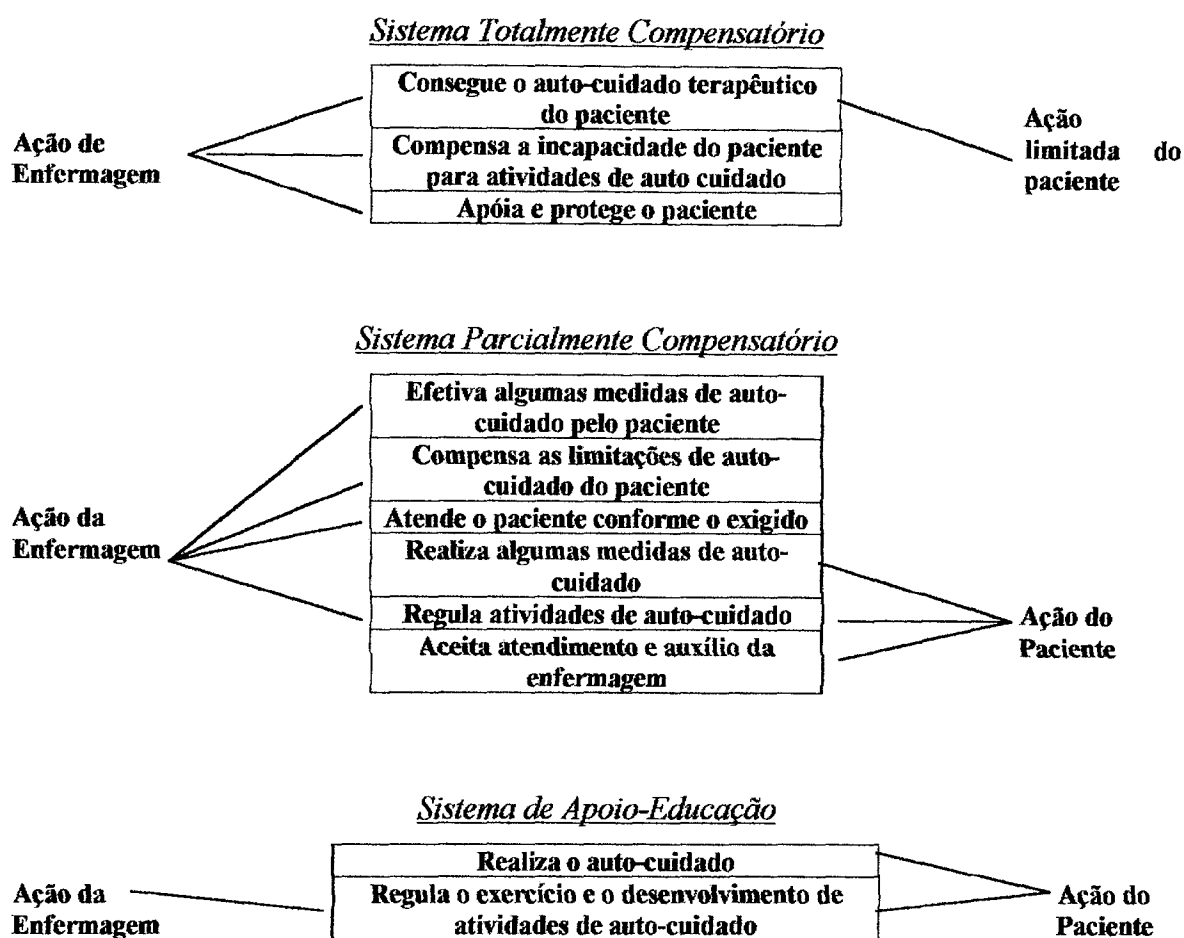 Sistema Totalmente Compensatório
Consegue o auto-cuidado terapêutico
do paciente
Compensa a incapacidade do paciente
para atividades de auto cuidado
Apóia e protege o paciente
Ação de
Enfermagem
Ação
limitada do
paciente
Sistema Parcialmente Compensatório
Efetiva algumas medidas de auto-
cuidado pelo paciente
Compensa as limitações de auto-
cuidado do paciente
Atende o paciente conforme o exigido
Realiza algumas medidas de auto-
cuidado
Regula atividades de auto-cuidado
Aceita atendimento e auxílio da
enfermagem
Ação da
Enfermagem
Ação do
Paciente
Sistema de Apoio-Educação
Realiza o auto-cuidado
Regula o exercício e o desenvolvimento de
atividades de auto-cuidado
Ação da
Enfermagem
Ação do
Paciente